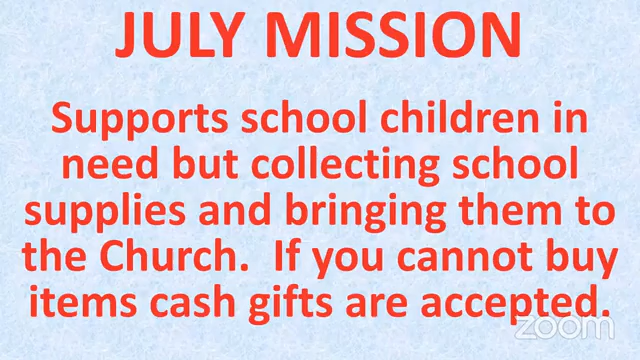 JULY MISSION
Supports school children in
need but collecting school
supplies and bringing them to
the Church.  If you cannot buy
items cash gifts are accepted.
zoom